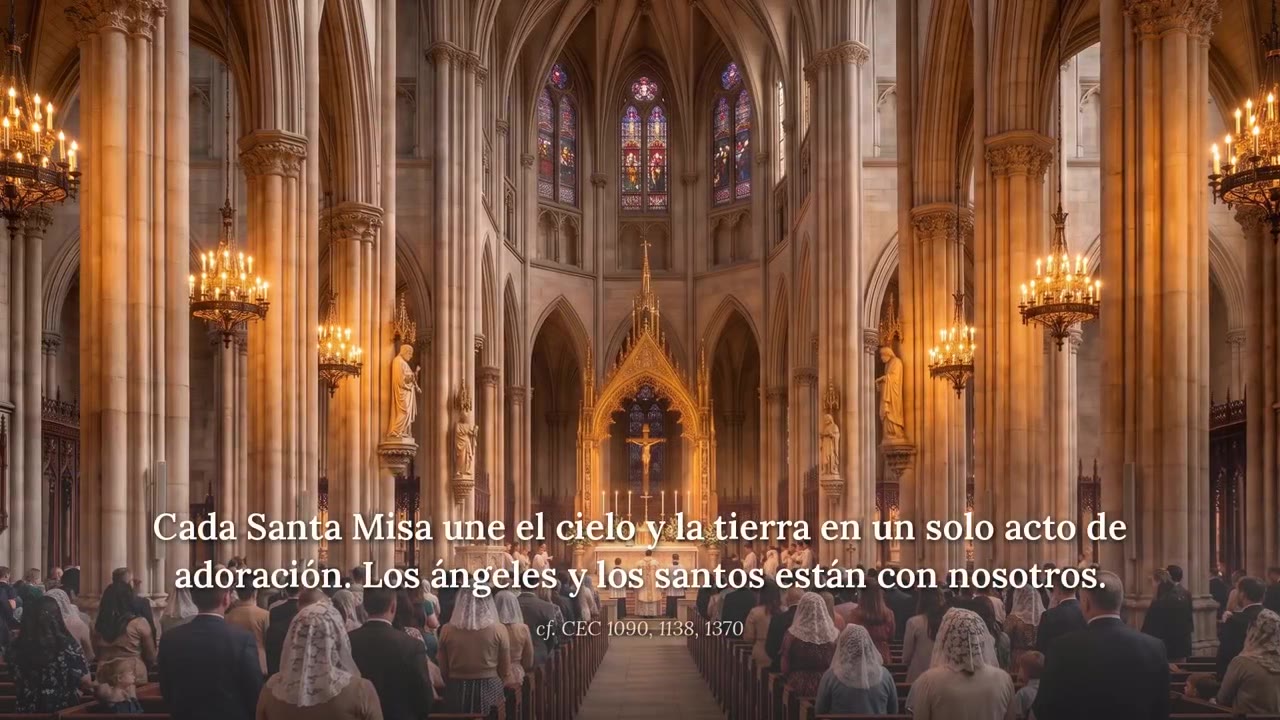 Cada Santa Misa une el cielo y la tierra en un solo acto de
adoración. Los ángeles y los santos están con nosotros.
cf. CEC 1090, 1138, 1370